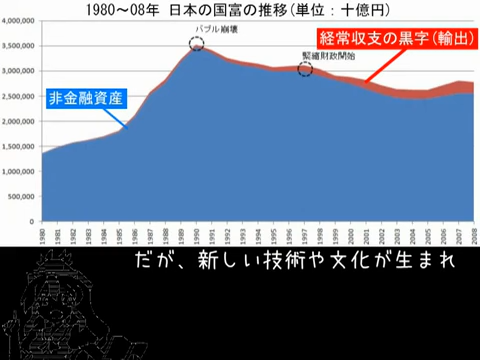 1980～08年 日本の国富の推移(単位：十億円)
4,000,000
3,500,000
3,000,000
2,500,000
2,000,000
1,500,000
1,000,000
500,000
0
バブル崩壊
緊縮財政開始
経常収支の黒字(輸出)
非金融資産
1980 1981 1982 1983 1984 1985 1986 1987 1988 1989 1990 1991 1992 1993 1994 1995 1996 1997 1998 1999 2000 2001 2002 2003 2004 2005 2006 2007 2008
だが、新しい技術や文化が生まれ